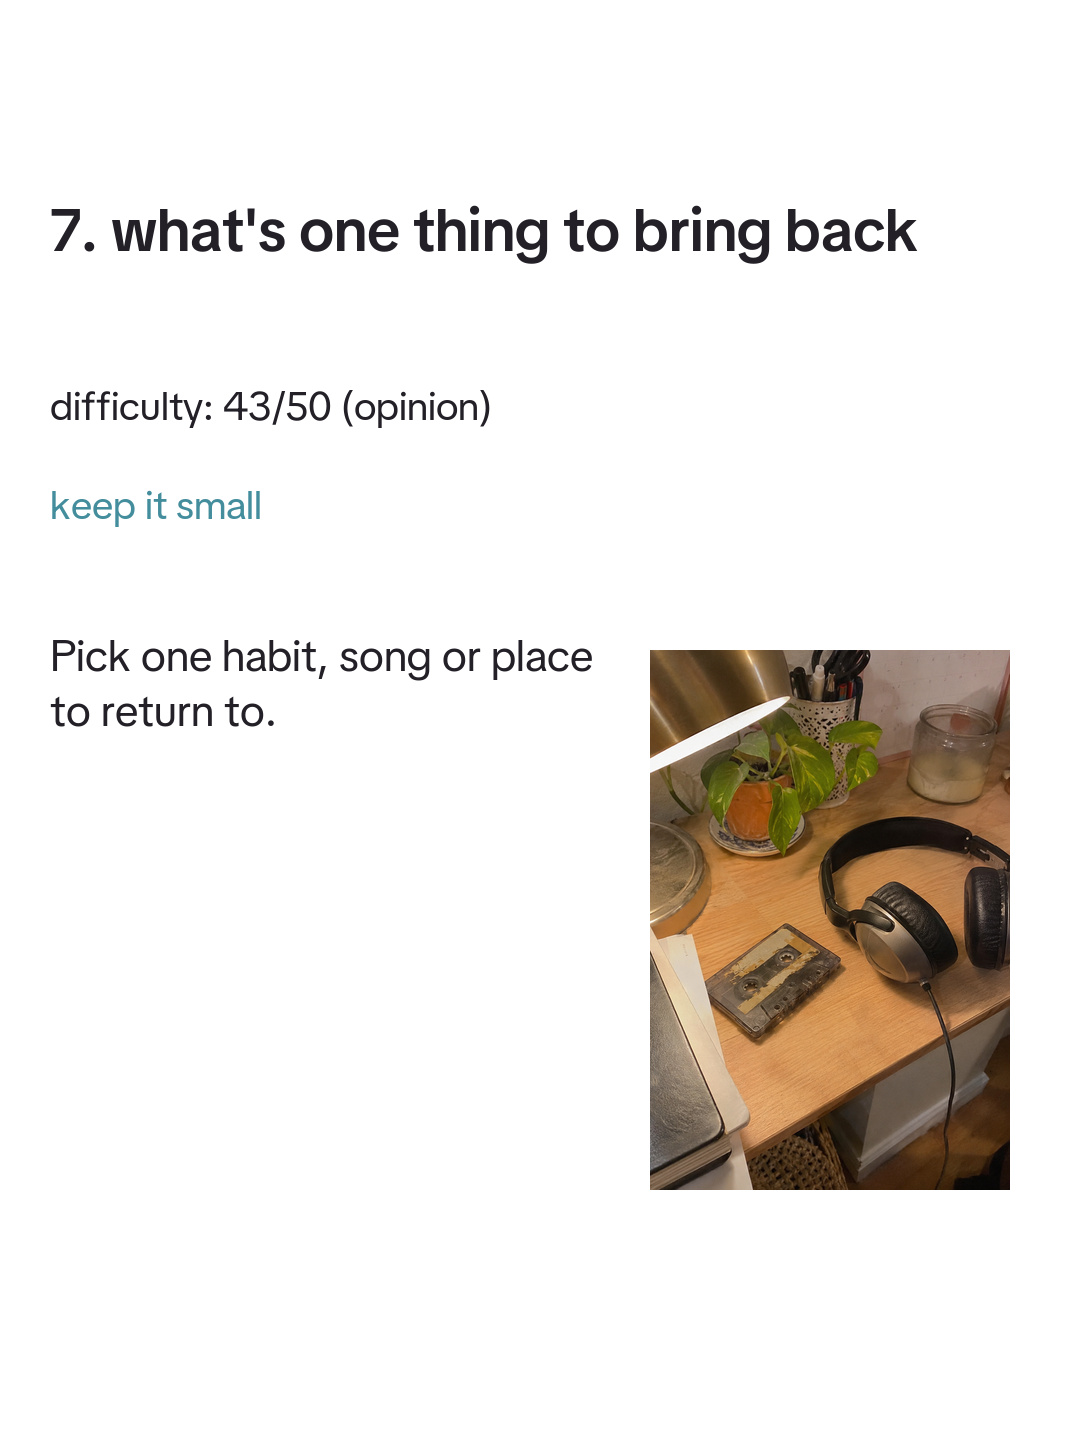 7. what's one thing to bring back
difficulty: 43/50 (opinion)
keep it small
Pick one habit, song or place
to return to.